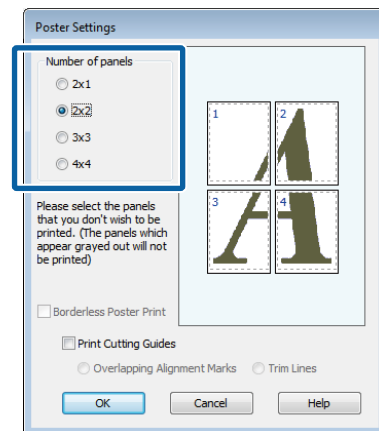 Poster Settings
Number of panels
2x1
2x2
3x3
4x4
1
2
3
4
Please select the panels
that you don't wish to be
printed. (The panels which
appear grayed out will not
be printed)
Borderless Poster Print
Print Cutting Guides
Overlapping Alignment Marks
Trim Lines
OK
Cancel
Help